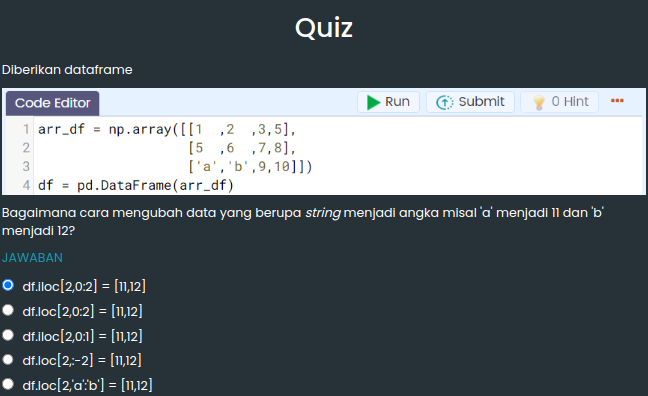 Quiz
Diberikan dataframe
Code Editor Run Submit 0 Hint
1 arr_df = np.array([[1 ,2 ,3,5],
2 [5 ,6 ,7,8],
3 ['a','b',9,10]])
4 df = pd.DataFrame(arr_df)
Bagaimana cara mengubah data yang berupa string menjadi angka misal 'a' menjadi 11 dan 'b'
menjadi 12?
JAWABAN
df.iloc[2,0:2] = [11,12]
df.loc[2,0:2] = [11,12]
df.iloc[2,0:1] = [11,12]
df.loc[2,:-2] = [11,12]
df.loc[2,'a':'b'] = [11,12]